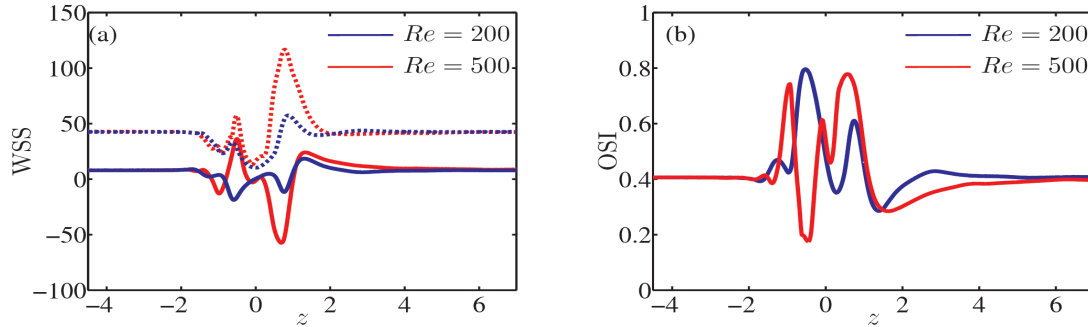 (a)
Re = 200
Re = 500
WSS
150
100
50
0
−50
−100
−4 −2 0 2 4 6
z
(b)
Re = 200
Re = 500
OSI
1
0.8
0.6
0.4
0.2
0
−4 −2 0 2 4 6
z